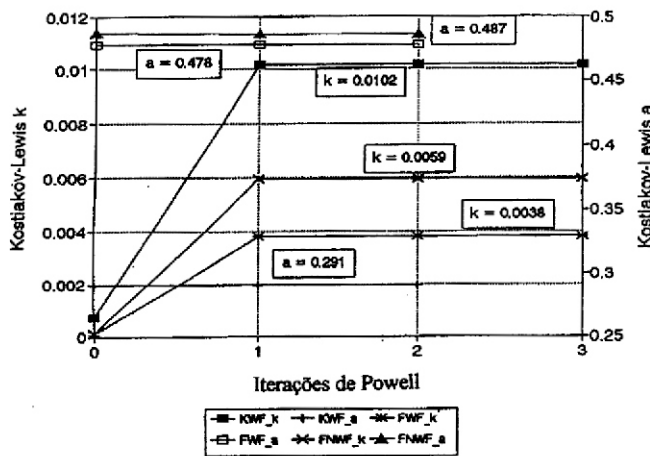 0.012
0.5
a = 0.487
a = 0.478
0.01
0.45
k = 0.0102
Kostiakóv-Lewis k
0.008
0.4
Kostiakóv-Lewis a
k = 0.0059
0.006
0.35
k = 0.0038
0.004
a = 0.291
0.3
0.002
0
0.25
0 1 2 3
Iterações de Powell
KWF_k KWF_a FWF_k
FWF_a FNWF_k FNWF_a